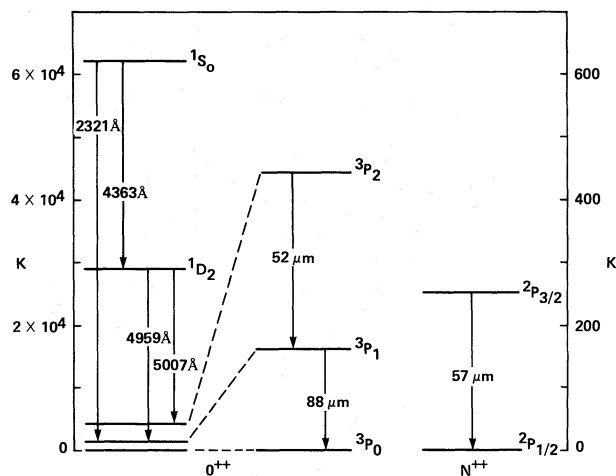 6 × 10⁴
4 × 10⁴
K
2 × 10⁴
0
¹S₀
2321Å
4363Å
¹D₂
4959Å
5007Å
³P₂
52 μm
³P₁
88 μm
³P₀
0⁺⁺
²P₃/₂
57 μm
²P₁/₂
N⁺⁺
600
400
K
200
0